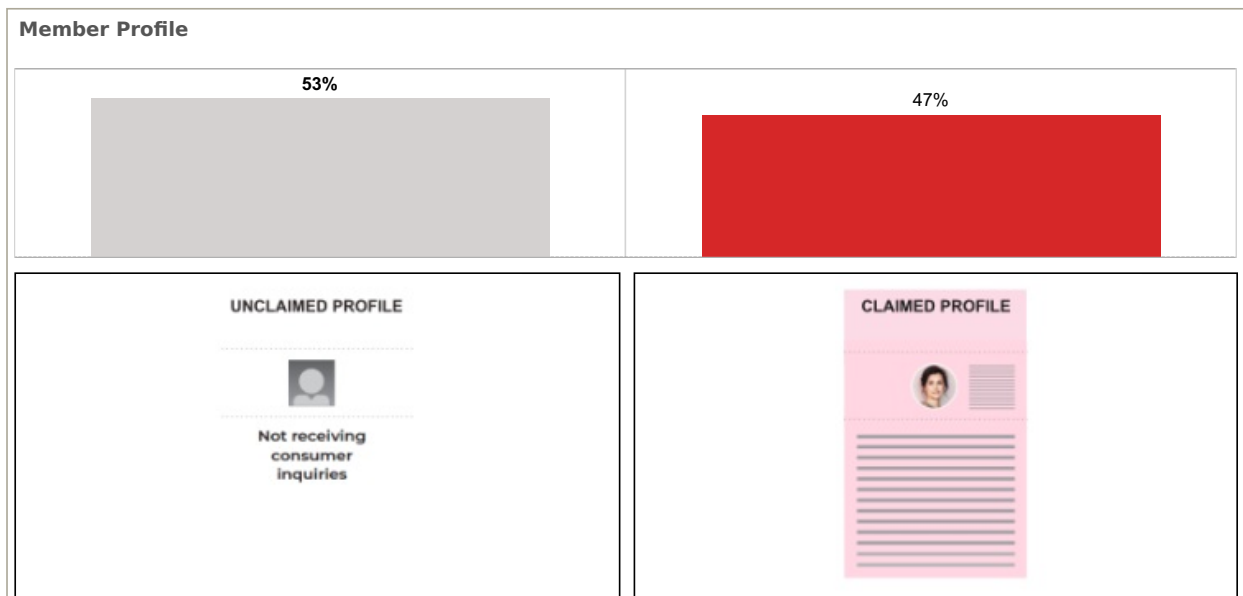 Member Profile
53%
47%
UNCLAIMED PROFILE
Not receiving
consumer
inquiries
CLAIMED PROFILE